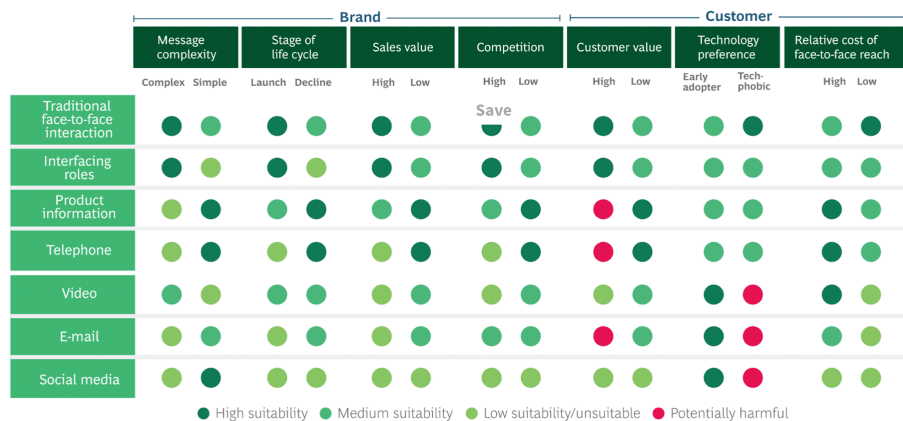 Brand
Customer
Message complexity
Stage of life cycle
Sales value
Competition
Customer value
Technology preference
Relative cost of face-to-face reach
Complex Simple
Launch Decline
High Low
High Low
High Low
Early adopter
Tech-phobic
High Low
Save
Traditional face-to-face interaction
Interfacing roles
Product information
Telephone
Video
E-mail
Social media
High suitability
Medium suitability
Low suitability/unsuitable
Potentially harmful